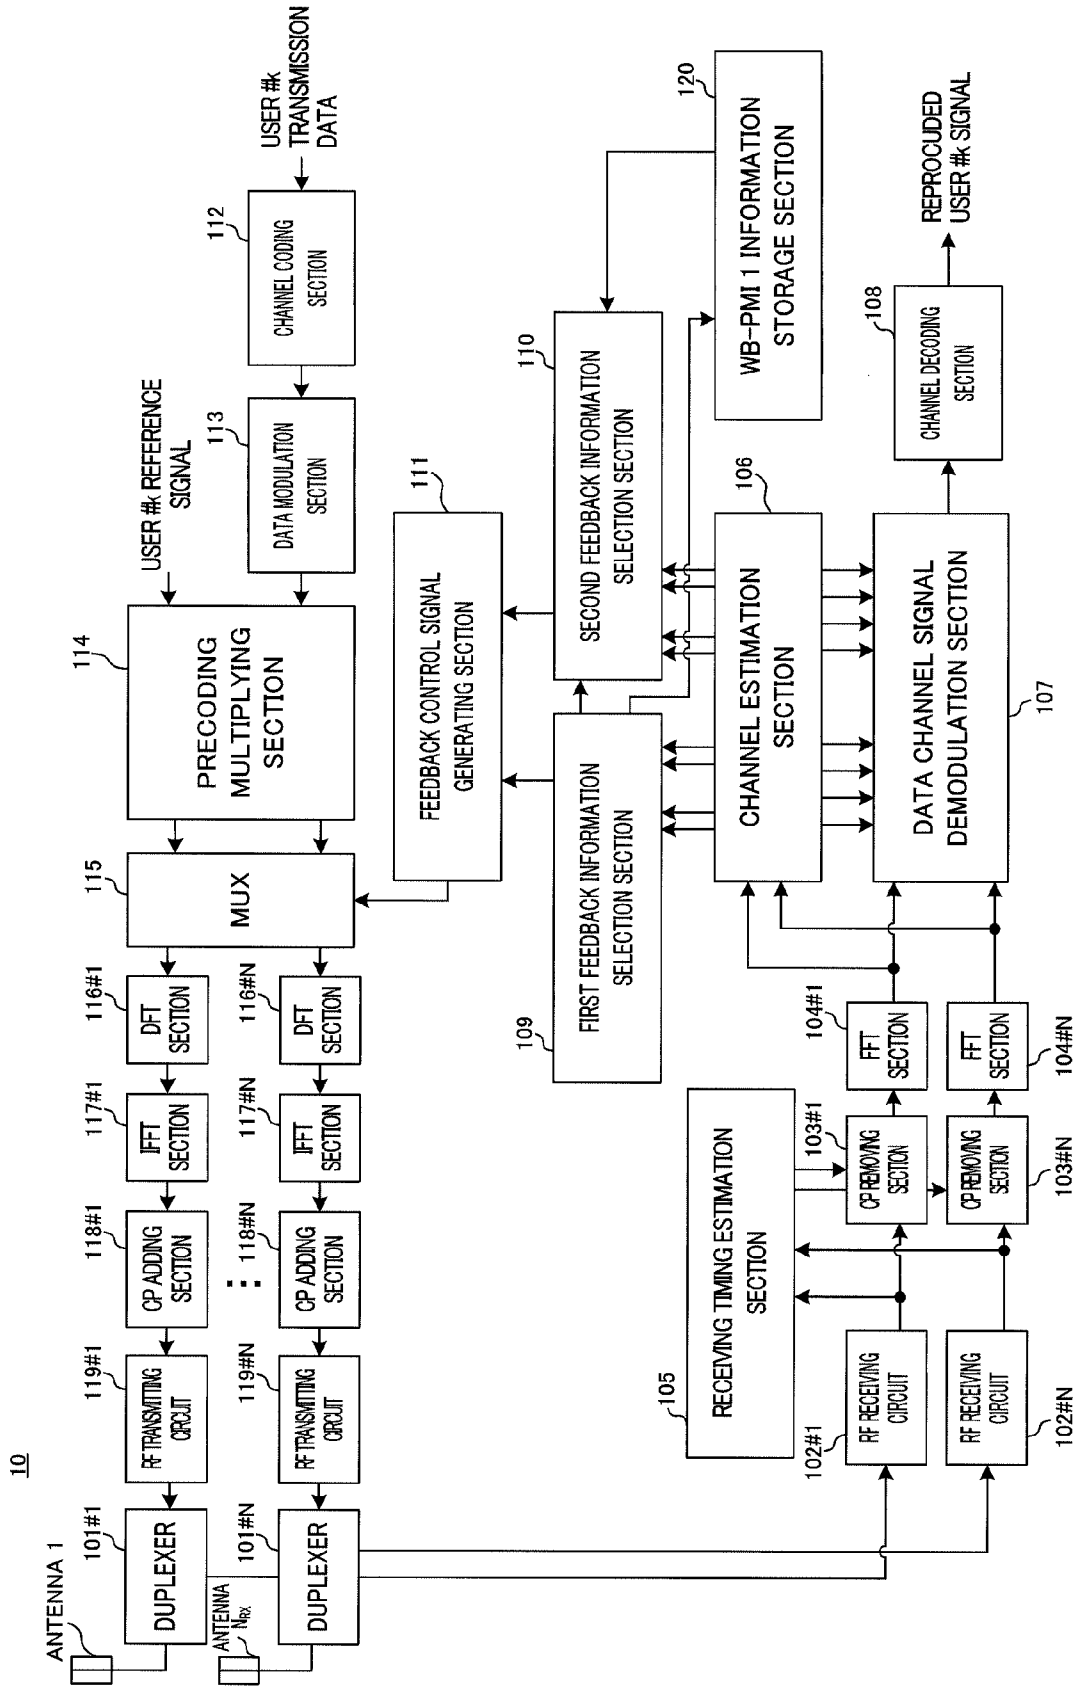 10
ANTENNA 1
101#1
DUPLEXER
119#1
RF TRANSMITTING
CIRCUIT
118#1
CP ADDING
SECTION
117#1
IFFT
SECTION
116#1
DFT
SECTION
115
MUX
114
PRECODING
MULTIPLYING
SECTION
USER #k REFERENCE
SIGNAL
113
DATA MODULATION
SECTION
112
CHANNEL CODING
SECTION
USER #k
TRANSMISSION
DATA
ANTENNA
NRX
101#N
DUPLEXER
119#N
RF TRANSMITTING
CIRCUIT
118#N
CP ADDING
SECTION
117#N
IFFT
SECTION
116#N
DFT
SECTION
111
FEEDBACK CONTROL SIGNAL
GENERATING SECTION
109
FIRST FEEDBACK INFORMATION
SELECTION SECTION
110
SECOND FEEDBACK INFORMATION
SELECTION SECTION
120
WB-PMI 1 INFORMATION
STORAGE SECTION
105
RECEIVING TIMING ESTIMATION
SECTION
106
CHANNEL ESTIMATION
SECTION
102#1
RF RECEIVING
CIRCUIT
103#1
CP REMOVING
SECTION
104#1
FFT
SECTION
102#N
RF RECEIVING
CIRCUIT
103#N
CP REMOVING
SECTION
104#N
FFT
SECTION
107
DATA CHANNEL SIGNAL
DEMODULATION SECTION
108
CHANNEL DECODING
SECTION
REPROCUDED
USER #k SIGNAL